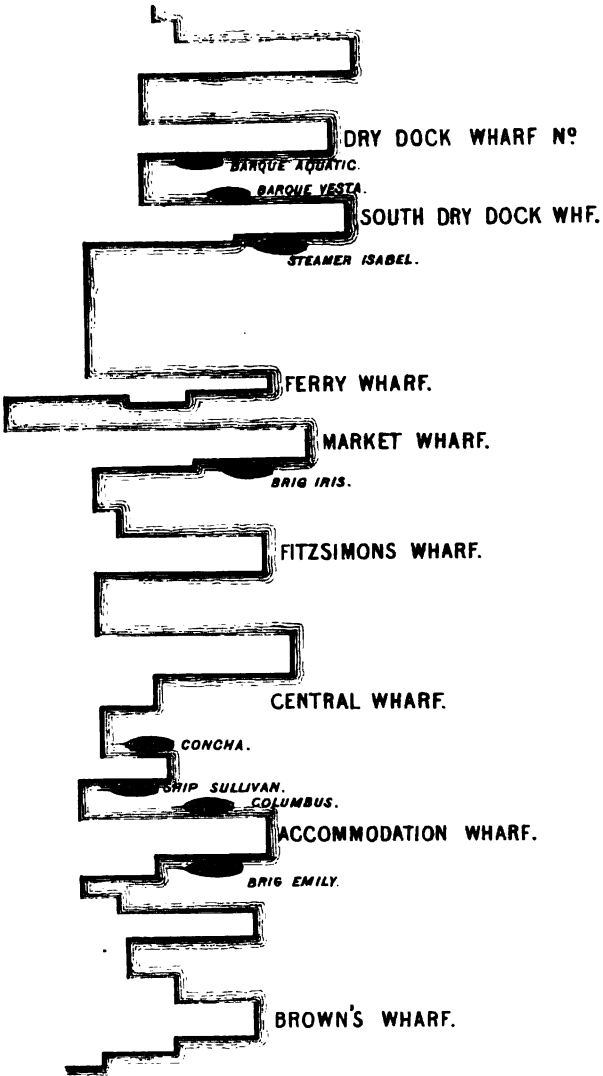 DRY DOCK WHARF Nº
BARQUE AQUATIC.
BARQUE VESTA.
SOUTH DRY DOCK WHF.
STEAMER ISABEL.
FERRY WHARF.
MARKET WHARF.
BRIG IRIS.
FITZSIMONS WHARF.
CENTRAL WHARF.
CONCHA.
SHIP SULLIVAN.
COLUMBUS.
ACCOMMODATION WHARF.
BRIG EMILY.
BROWN'S WHARF.